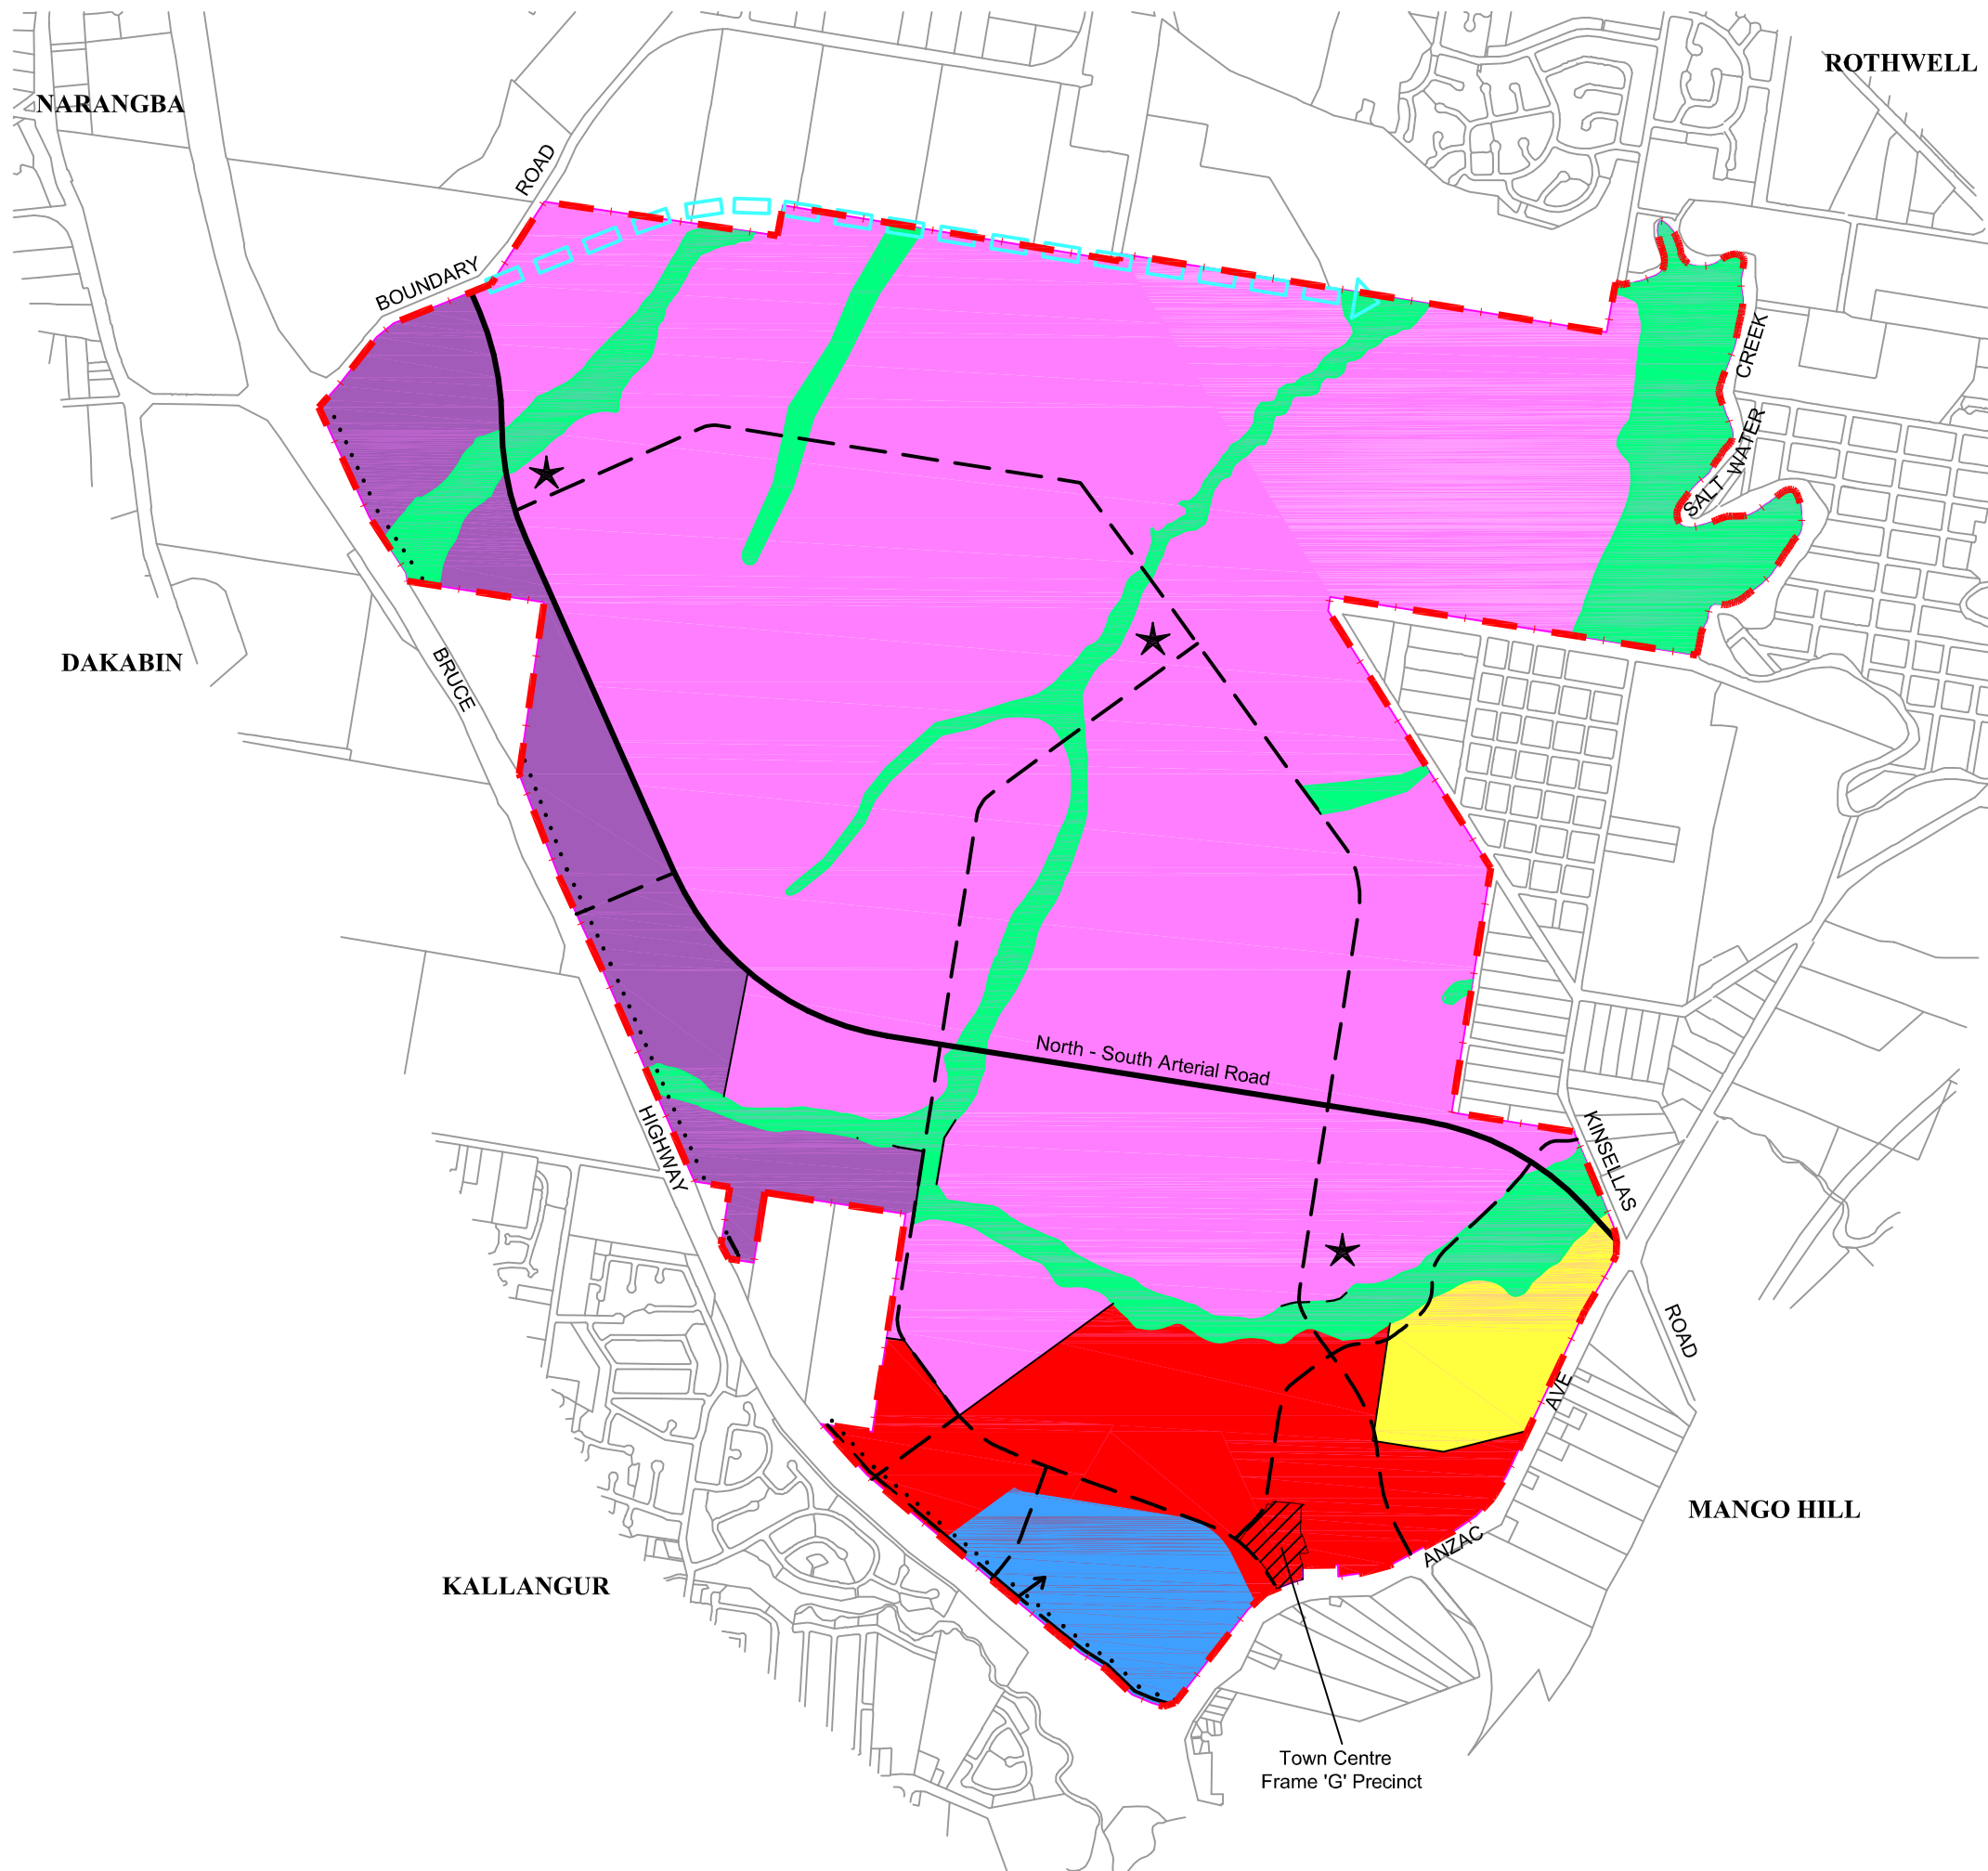 ROTHWELL
NARANGBA
ROAD
BOUNDARY
CREEK
SALT WATER
DAKABIN
BRUCE
North - South Arterial Road
HIGHWAY
KINSELAS
ROAD
AVE
MANGO HILL
ANZAC
KALLANGUR
Town Centre
Frame 'G' Precinct